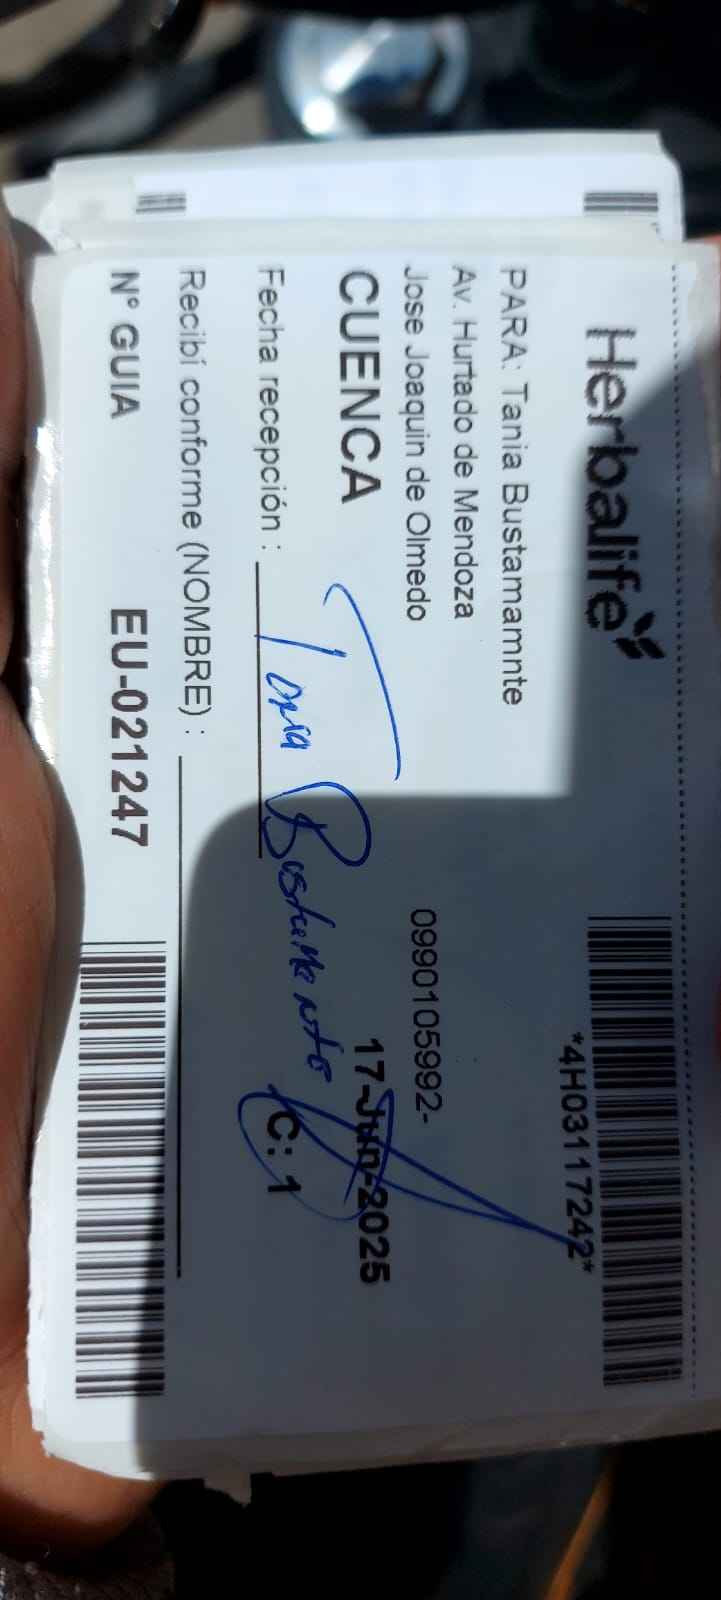 Herbalife
*4H03117242*
PARA: Tania Bustamamnte
Av. Hurtado de Mendoza
Jose Joaquin de Olmedo
0990105992-
CUENCA
17-Jun-2025
Fecha recepción :
Tania Bustamante
C: 1
Recibí conforme (NOMBRE) :
Nº GUIA
EU-021247